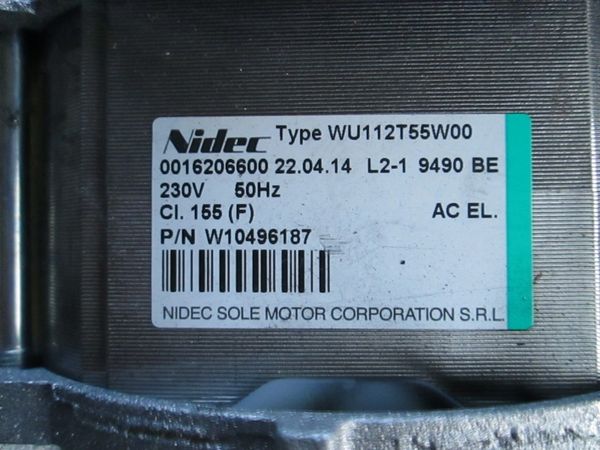 Nidec Type WU112T55W00
0016206600 22.04.14 L2-1 9490 BE
230V 50Hz
Cl. 155 (F) AC EL.
P/N W10496187
NIDEC SOLE MOTOR CORPORATION S.R.L.